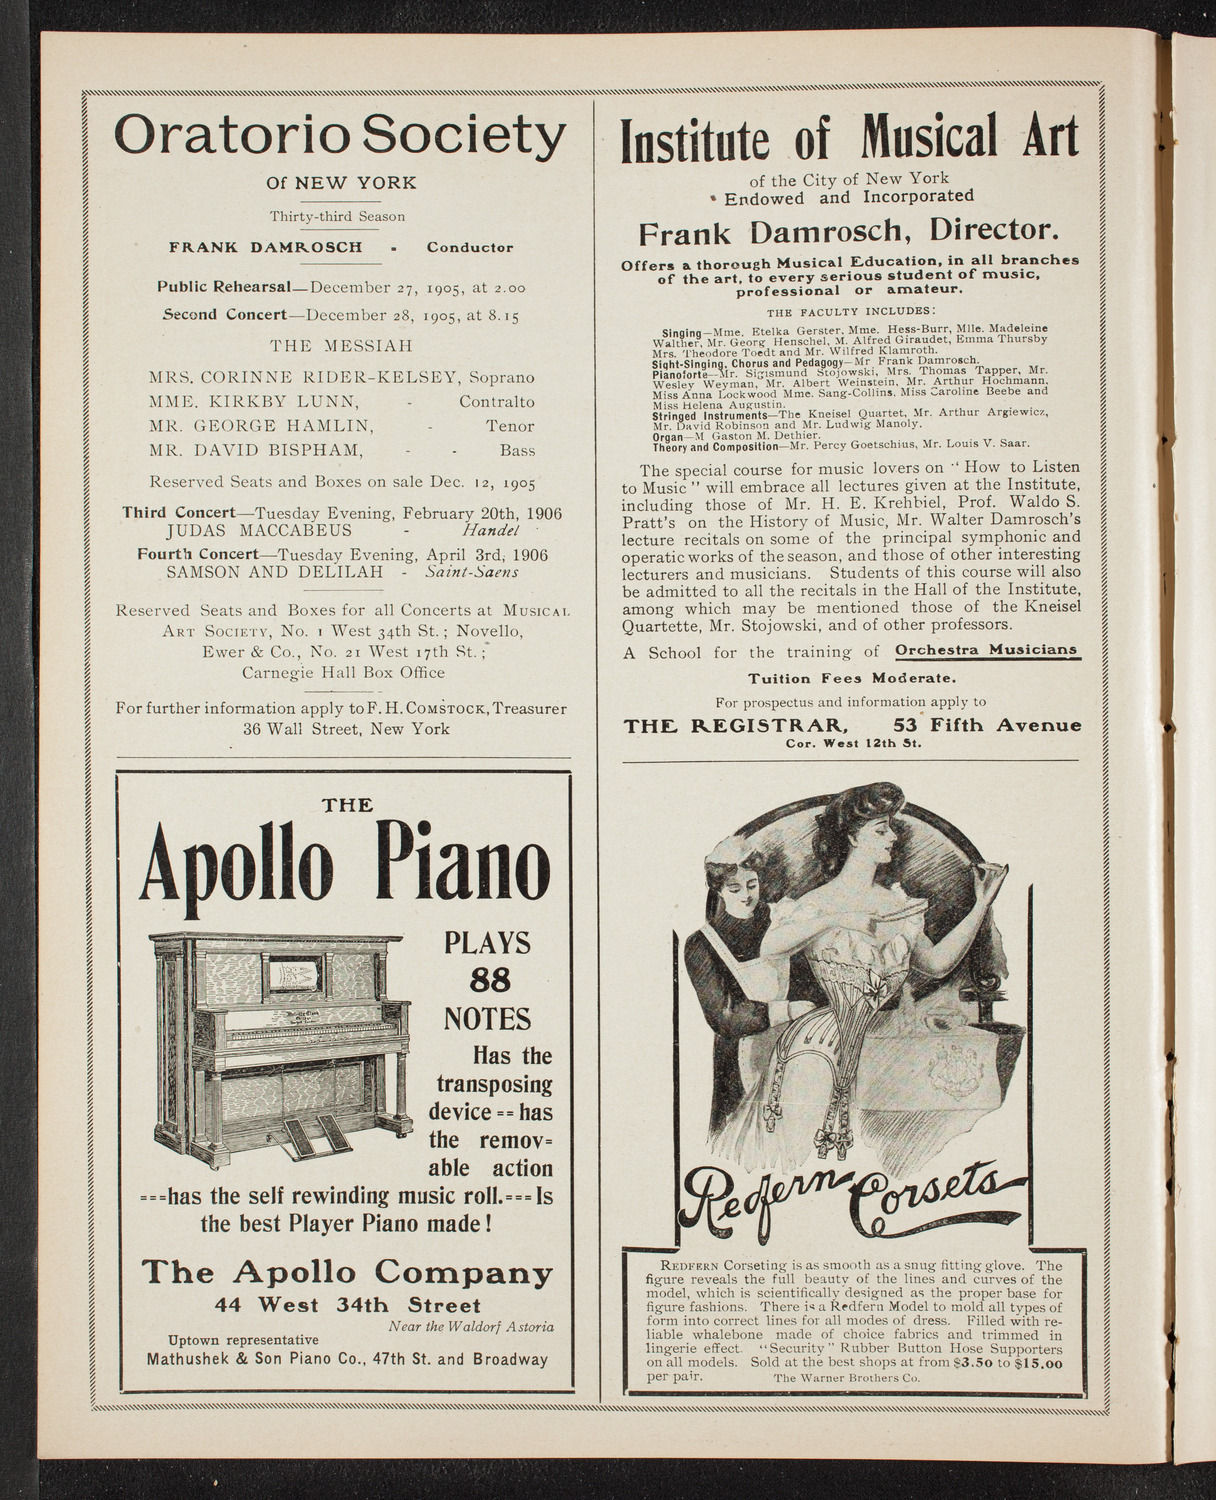 Oratorio Society
Of NEW YORK
Thirty-third Season
FRANK DAMROSCH - Conductor
Public Rehearsal—December 27, 1905, at 2.00
Second Concert—December 28, 1905, at 8.15
THE MESSIAH
MRS. CORINNE RIDER-KELSEY, Soprano
MME. KIRKBY LUNN, - Contralto
MR. GEORGE HAMLIN, - Tenor
MR. DAVID BISPHAM, - - Bass
Reserved Seats and Boxes on sale Dec. 12, 1905
Third Concert—Tuesday Evening, February 20th, 1906
JUDAS MACCABEUS - Handel
Fourth Concert—Tuesday Evening, April 3rd, 1906
SAMSON AND DELILAH - Saint-Saens
Reserved Seats and Boxes for all Concerts at MUSICAL
ART SOCIETY, No. 1 West 34th St.; Novello,
Ewer & Co., No. 21 West 17th St.;
Carnegie Hall Box Office
For further information apply to F. H. COMSTOCK, Treasurer
36 Wall Street, New York
THE
Apollo Piano
PLAYS
88
NOTES
Has the
transposing
device == has
the remov=
able action
===has the self rewinding music roll.===Is
the best Player Piano made!
The Apollo Company
44 West 34th Street
Near the Waldorf Astoria
Uptown representative
Mathushek & Son Piano Co., 47th St. and Broadway
Institute of Musical Art
of the City of New York
Endowed and Incorporated
Frank Damrosch, Director.
Offers a thorough Musical Education, in all branches
of the art, to every serious student of music,
professional or amateur.
THE FACULTY INCLUDES:
Singing—Mme. Etelka Gerster, Mme. Hess-Burr, Mlle. Madeleine
Walther, Mr. Georg Henschel, M. Alfred Giraudet, Emma Thursby
Mrs. Theodore Toedt and Mr. Wilfred Klamroth.
Sight-Singing, Chorus and Pedagogy—Mr Frank Damrosch.
Pianoforte—Mr. Sigismund Stojowski, Mrs. Thomas Tapper, Mr.
Wesley Weyman, Mr. Albert Weinstein, Mr. Arthur Hochmann,
Miss Anna Lockwood Mme. Sang-Collins, Miss Caroline Beebe and
Miss Helena Augustin.
Stringed Instruments—The Kneisel Quartet, Mr. Arthur Argiewicz,
Mr. David Robinson and Mr. Ludwig Manoly.
Organ—M Gaston M. Dethier.
Theory and Composition—Mr. Percy Goetschius, Mr. Louis V. Saar.
The special course for music lovers on "How to Listen
to Music" will embrace all lectures given at the Institute,
including those of Mr. H. E. Krehbiel, Prof. Waldo S.
Pratt's on the History of Music, Mr. Walter Damrosch's
lecture recitals on some of the principal symphonic and
operatic works of the season, and those of other interesting
lecturers and musicians. Students of this course will also
be admitted to all the recitals in the Hall of the Institute,
among which may be mentioned those of the Kneisel
Quartette, Mr. Stojowski, and of other professors.
A School for the training of Orchestra Musicians
Tuition Fees Moderate.
For prospectus and information apply to
THE REGISTRAR, 53 Fifth Avenue
Cor. West 12th St.
Redfern Corsets
REDFERN Corseting is as smooth as a snug fitting glove. The
figure reveals the full beauty of the lines and curves of the
model, which is scientifically designed as the proper base for
figure fashions. There is a Redfern Model to mold all types of
form into correct lines for all modes of dress. Filled with re-
liable whalebone made of choice fabrics and trimmed in
lingerie effect. "Security" Rubber Button Hose Supporters
on all models. Sold at the best shops at from $3.50 to $15.00
per pair. The Warner Brothers Co.